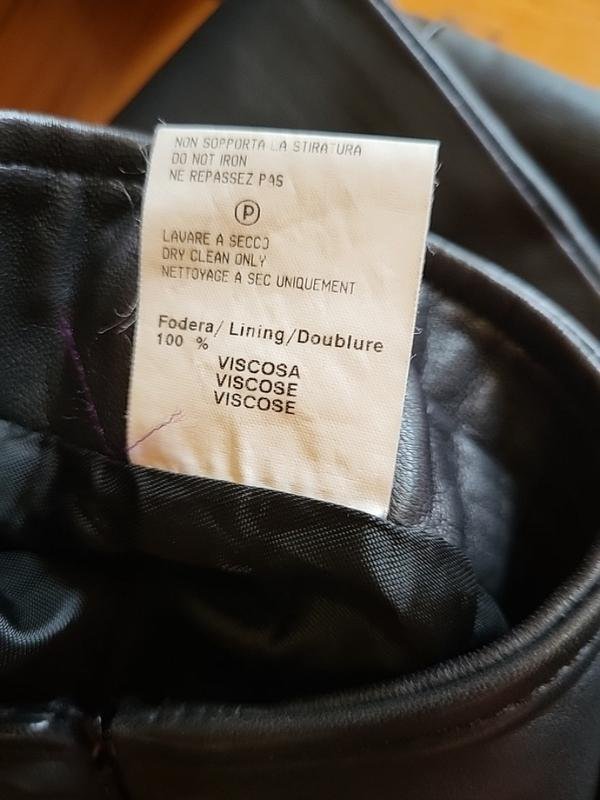 NON SOPPORTA LA STIRATURA
DO NOT IRON
NE REPASSEZ PAS
P
LAVARE A SECCO
DRY CLEAN ONLY
NETTOYAGE A SEC UNIQUEMENT
Fodera/ Lining/Doublure
100 %
VISCOSA
VISCOSE
VISCOSE